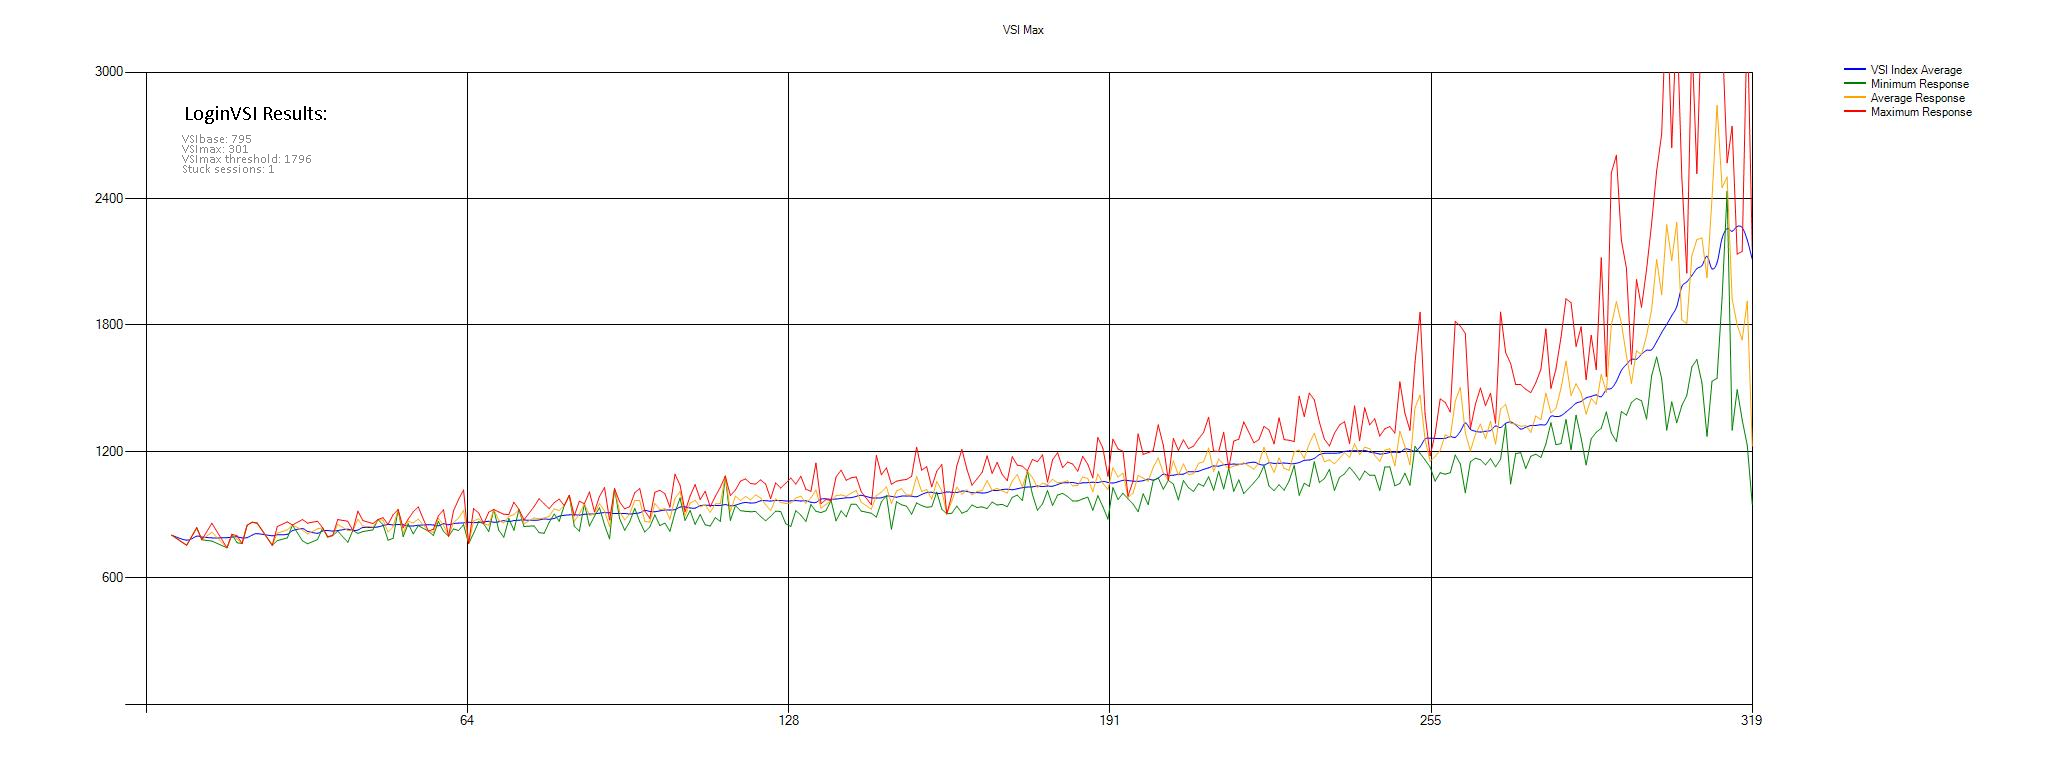 VSI Max
3000
2400
1800
1200
600
LoginVSI Results:
VSIbase: 795
VSImax: 301
VSImax threshold: 1796
Stuck sessions: 1
VSI Index Average
Minimum Response
Average Response
Maximum Response
64
128
191
255
319